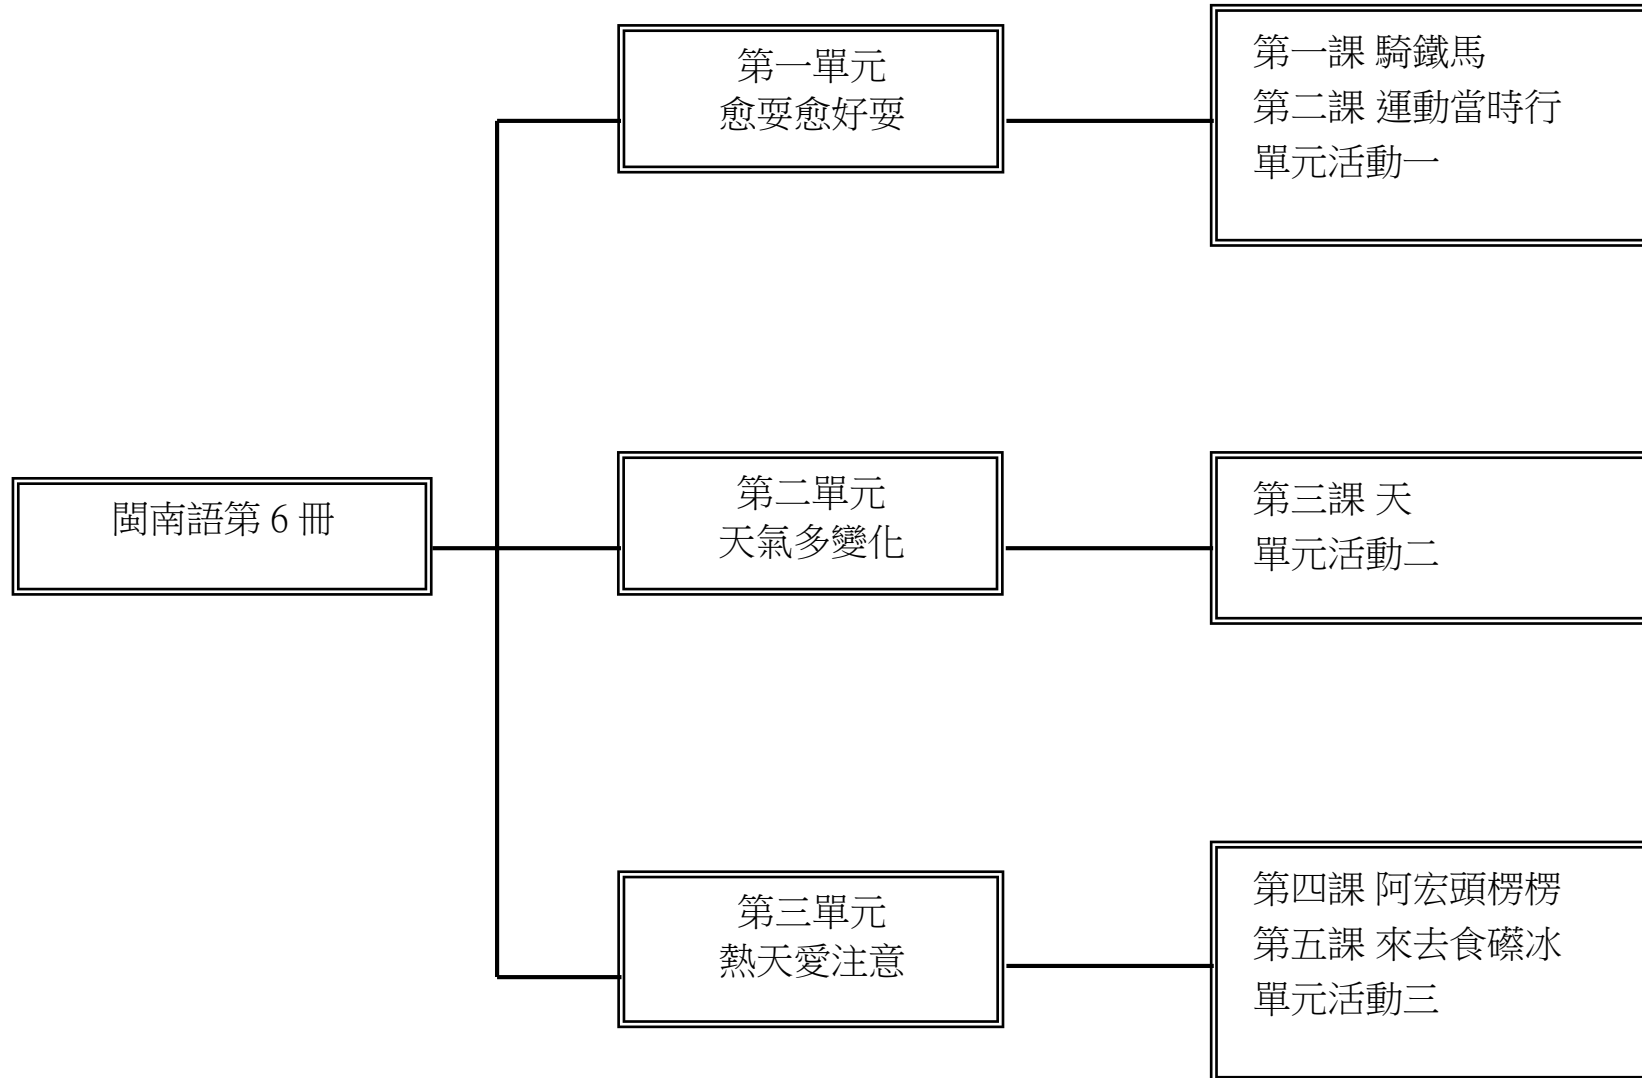 第一單元
愈耍愈好耍
第一課 騎鐵馬
第二課 運動當時行
單元活動一
閩南語第 6 冊
第二單元
天氣多變化
第三課 天
單元活動二
第三單元
熱天愛注意
第四課 阿宏頭楞楞
第五課 來去食礤冰
單元活動三